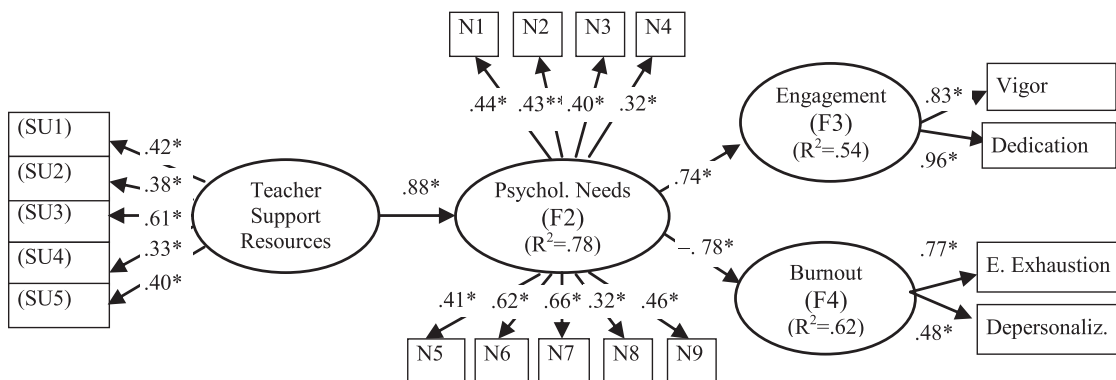 N1
N2
N3
N4
.44*
.43**
.40*
.32*
(SU1)
(SU2)
(SU3)
(SU4)
(SU5)
.42*
.38*
.61*
.33*
.40*
Teacher
Support
Resources
.88*
Psychol. Needs
(F2)
(R²=.78)
.41*
.62*
.66*
.32*
.46*
N5
N6
N7
N8
N9
.74*
–. 78*
Engagement
(F3)
(R²=.54)
.83*
.96*
Vigor
Dedication
Burnout
(F4)
(R²=.62)
.77*
.48*
E. Exhaustion
Depersonaliz.